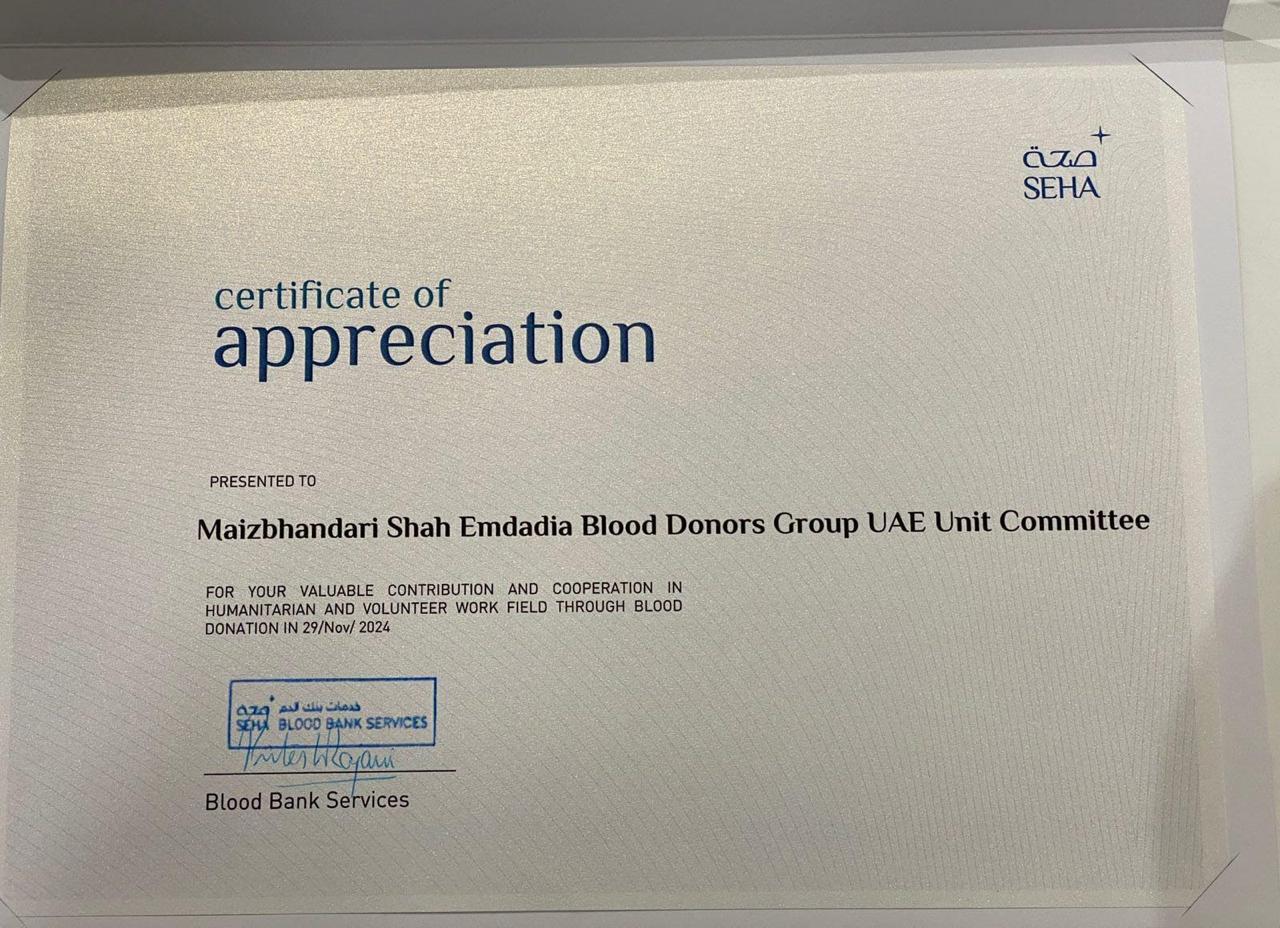 صحة
SEHA
certificate of
appreciation
PRESENTED TO
Maizbhandari Shah Emdadia Blood Donors Group UAE Unit Committee
FOR YOUR VALUABLE CONTRIBUTION AND COOPERATION IN
HUMANITARIAN AND VOLUNTEER WORK FIELD THROUGH BLOOD
DONATION IN 29/Nov/ 2024
صحة خدمات بنك الدم
SEHA BLOOD BANK SERVICES
Blood Bank Services